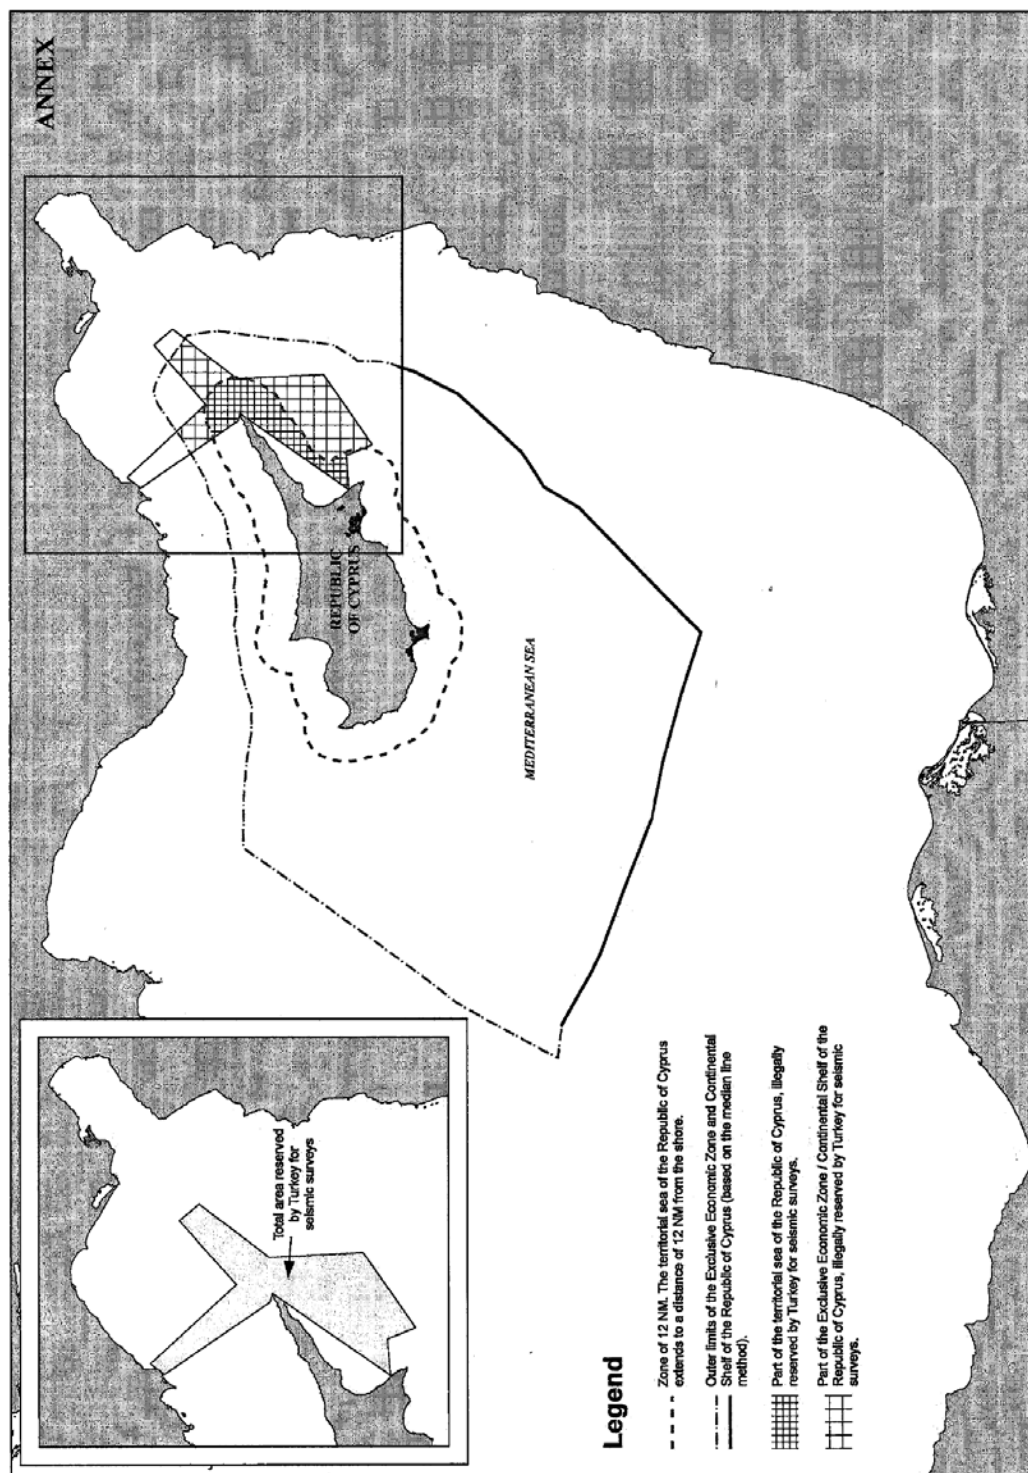 ANNEX
REPUBLIC
OF CYPRUS
MEDITERRANEAN SEA
Total area reserved
by Turkey for
seismic surveys
Legend
Zone of 12 NM. The territorial sea of the Republic of Cyprus
extends to a distance of 12 NM from the shore.
Outer limits of the Exclusive Economic Zone and Continental
Shelf of the Republic of Cyprus (based on the median line
method).
Part of the territorial sea of the Republic of Cyprus, illegally
reserved by Turkey for seismic surveys.
Part of the Exclusive Economic Zone / Continental Shelf of the
Republic of Cyprus, illegally reserved by Turkey for seismic
surveys.